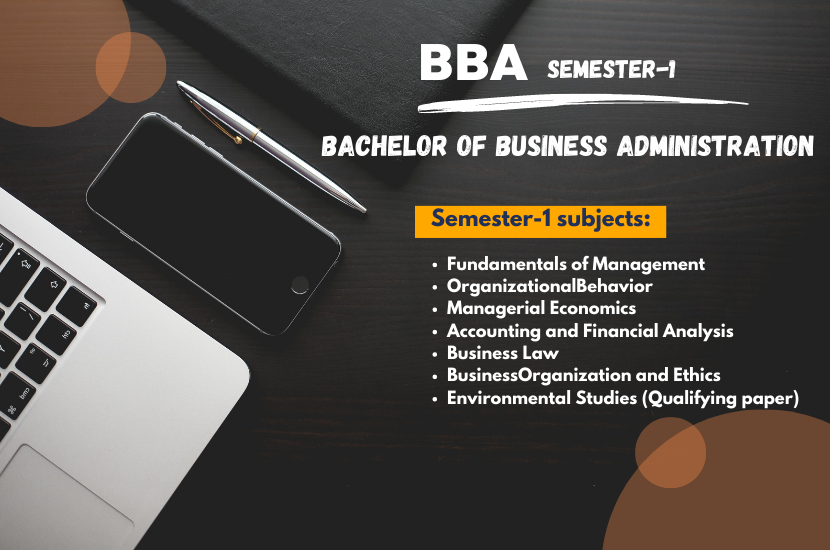 BBA SEMESTER-1
BACHELOR OF BUSINESS ADMINISTRATION
Semester-1 subjects:
• Fundamentals of Management
• OrganizationalBehavior
• Managerial Economics
• Accounting and Financial Analysis
• Business Law
• BusinessOrganization and Ethics
• Environmental Studies (Qualifying paper)